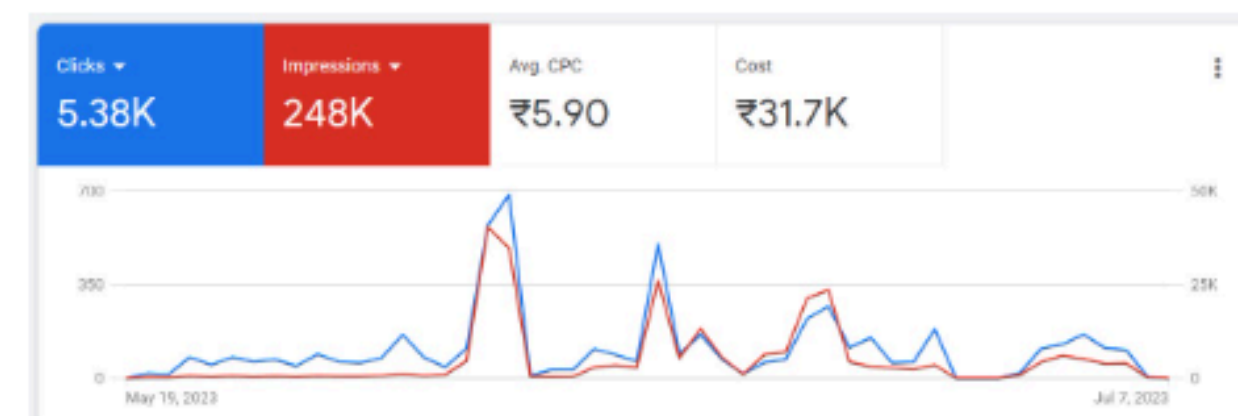 Clicks Impressions Avg. CPC Cost
5.38K 248K ₹5.90 ₹31.7K
700 50K
350 25K
0 0
May 19, 2023 Jul 7, 2023